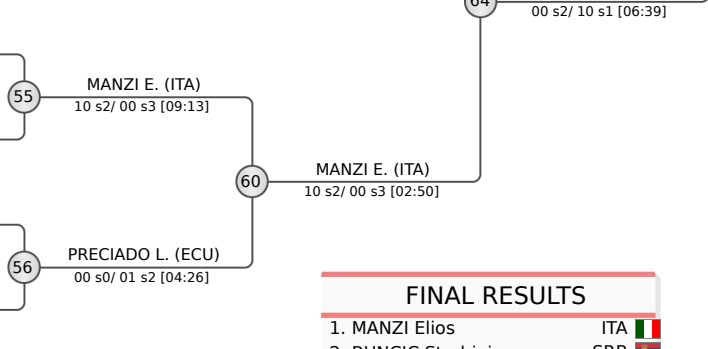 64
00 s2/ 10 s1 [06:39]
MANZI E. (ITA)
55
10 s2/ 00 s3 [09:13]
MANZI E. (ITA)
60
10 s2/ 00 s3 [02:50]
PRECIADO L. (ECU)
56
00 s0/ 01 s2 [04:26]
FINAL RESULTS
1. MANZI Elios ITA